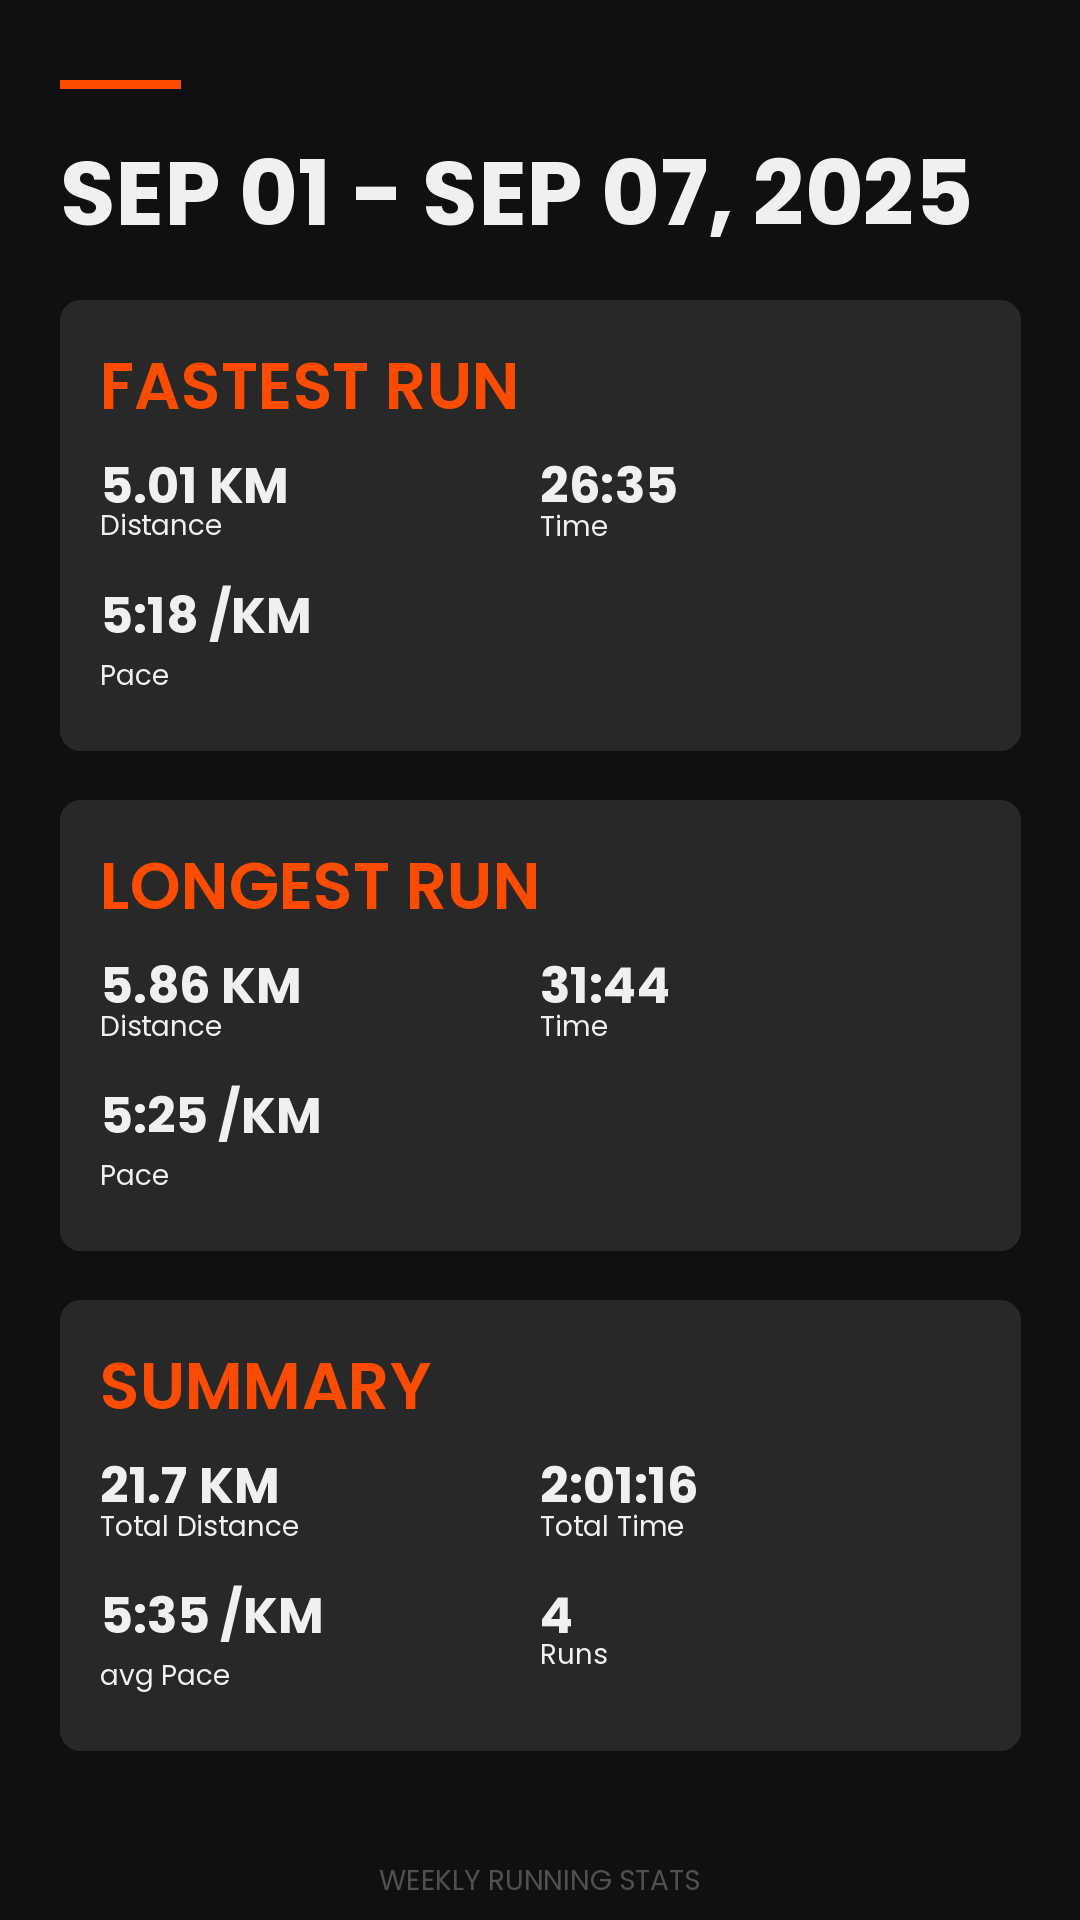 SEP 01 - SEP 07, 2025
FASTEST RUN
5.01 KM
Distance
26:35
Time
5:18 /KM
Pace
LONGEST RUN
5.86 KM
Distance
31:44
Time
5:25 /KM
Pace
SUMMARY
21.7 KM
Total Distance
2:01:16
Total Time
5:35 /KM
avg Pace
4
Runs
WEEKLY RUNNING STATS